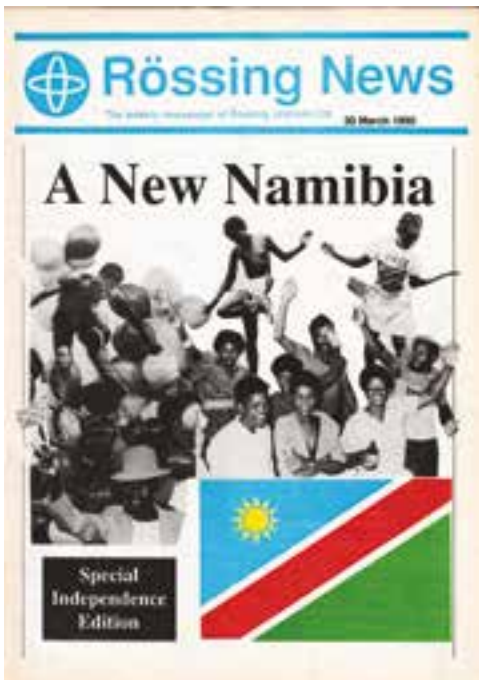 Rössing News
The weekly newspaper of Rössing Uranium Ltd
30 March 1990
A New Namibia
Special
Independence
Edition